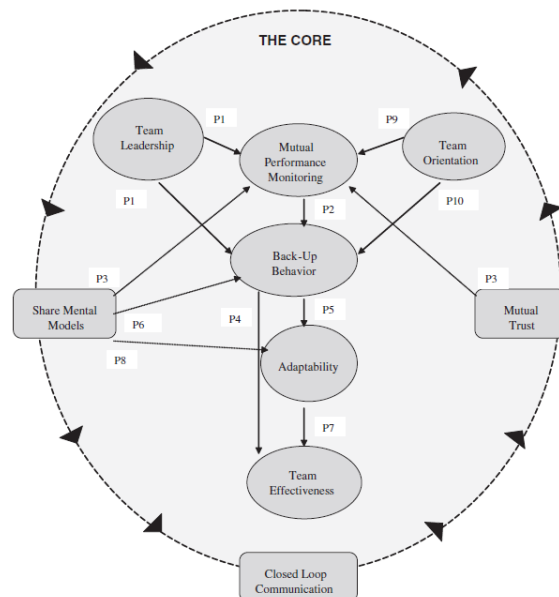 THE CORE
Team
Leadership
P1
P9
Team
Orientation
Mutual
Performance
Monitoring
P1
P2
P10
Back-Up
Behavior
P3
P3
Share Mental
Models
P6
P4
P5
Mutual
Trust
P8
Adaptability
P7
Team
Effectiveness
Closed Loop
Communication